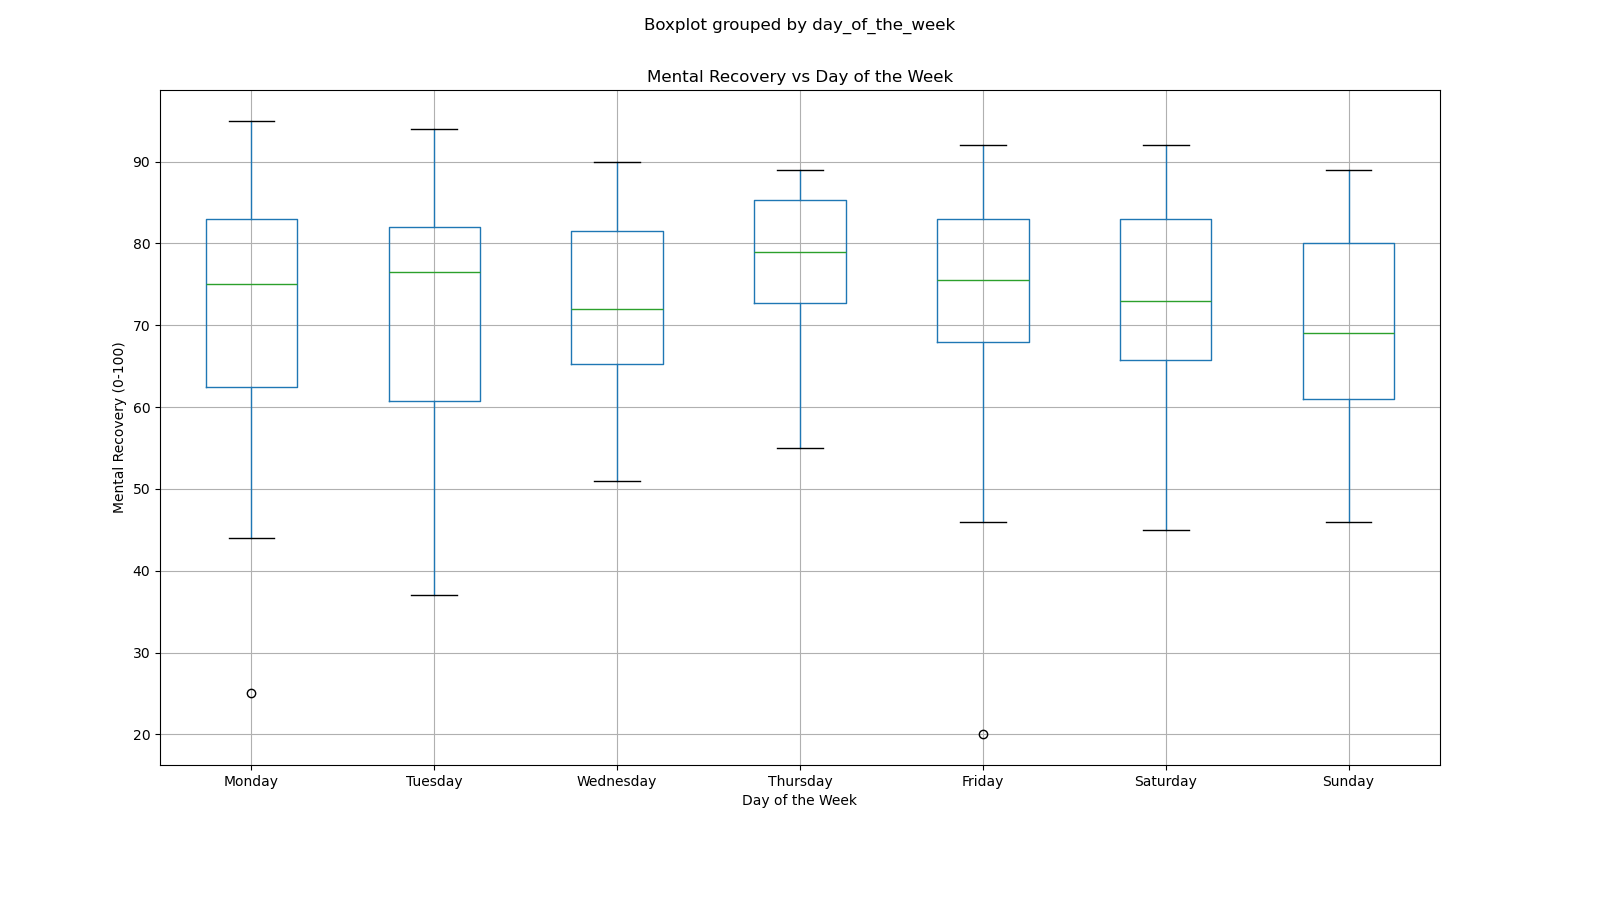 Boxplot grouped by day_of_the_week
Mental Recovery vs Day of the Week
Mental Recovery (0-100)
90
80
70
60
50
40
30
20
Monday Tuesday Wednesday Thursday Friday Saturday Sunday
Day of the Week